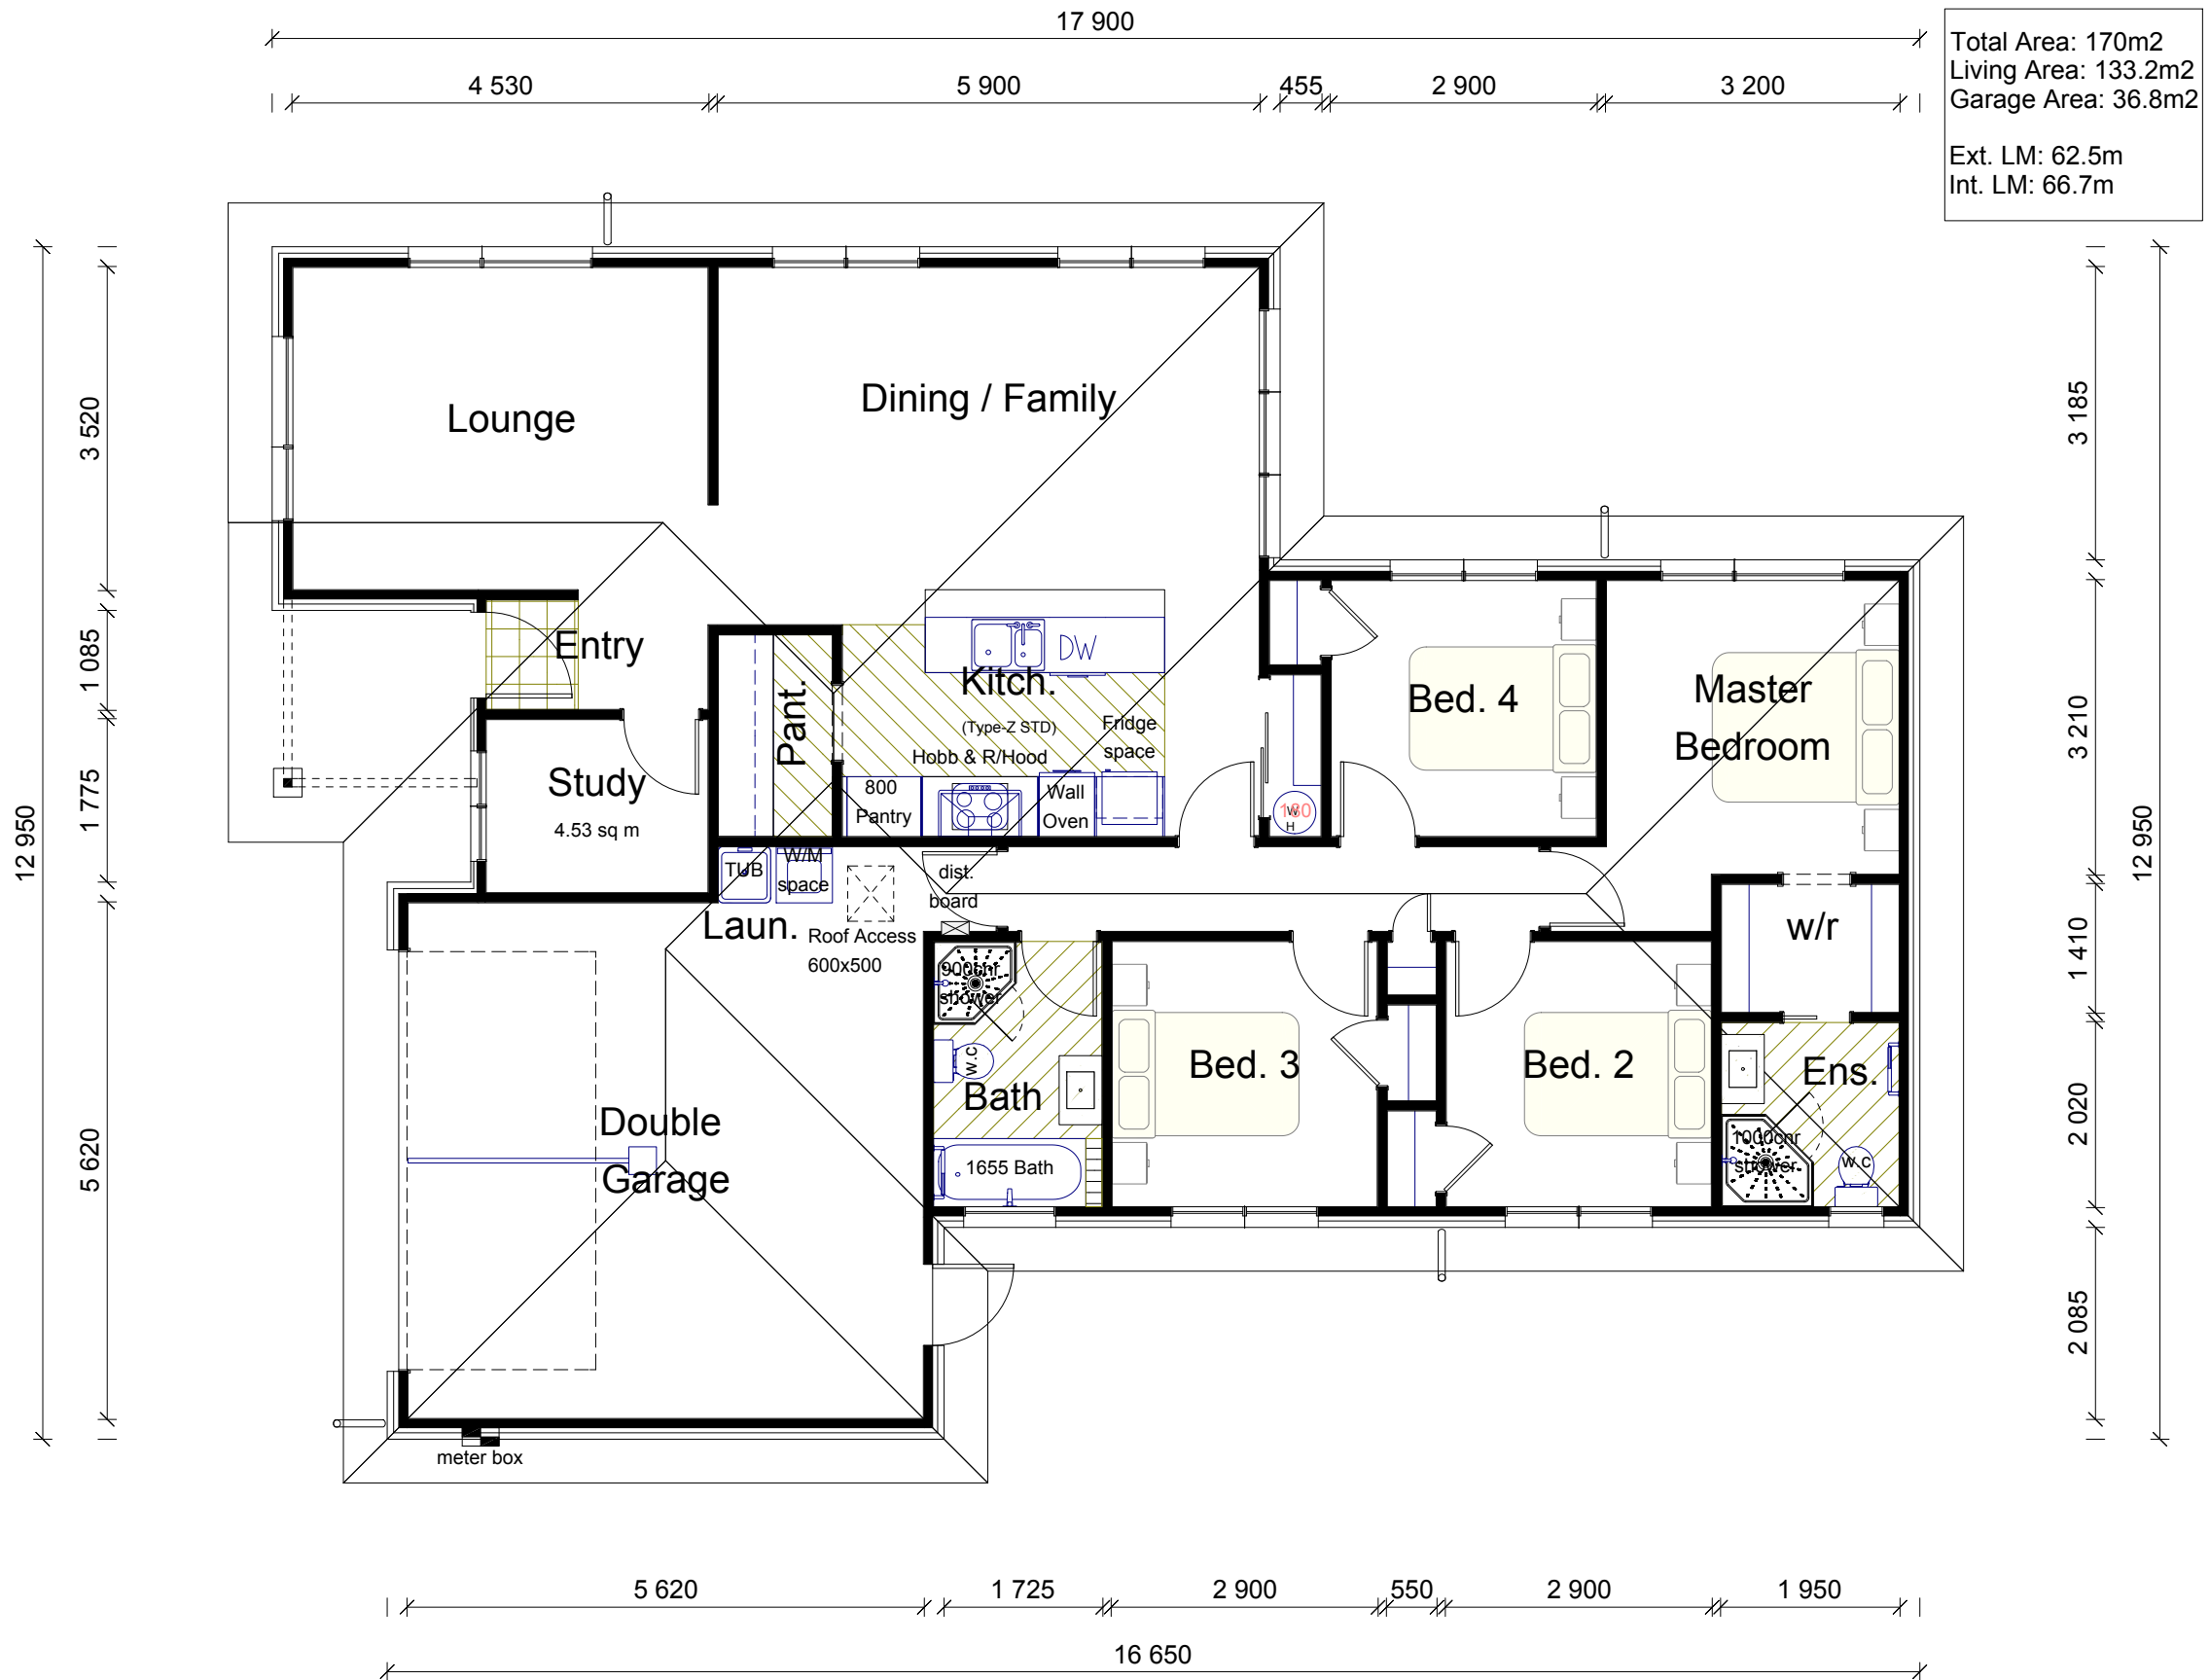 17 900
4 530
5 900
455
2 900
3 200
Total Area: 170m2
Living Area: 133.2m2
Garage Area: 36.8m2
Ext. LM: 62.5m
Int. LM: 66.7m
12 950
3 520
1 085
1 775
5 620
Lounge
Dining / Family
Entry
Study
4.53 sq m
Pant.
Kitch.
(Type-Z STD)
Hobb & R/Hood
DW
Fridge
space
800
Pantry
Wall
Oven
W
H
180
Bed. 4
Master
Bedroom
TUB
W/M
space
Laun.
Roof Access
600x500
dist.
board
w/r
900cnr
shower
w.c
Bath
1655 Bath
Bed. 3
Bed. 2
Ens.
1000cnr
shower
w.c
Double
Garage
meter box
3 185
3 210
1 410
2 020
2 085
12 950
5 620
1 725
2 900
550
2 900
1 950
16 650